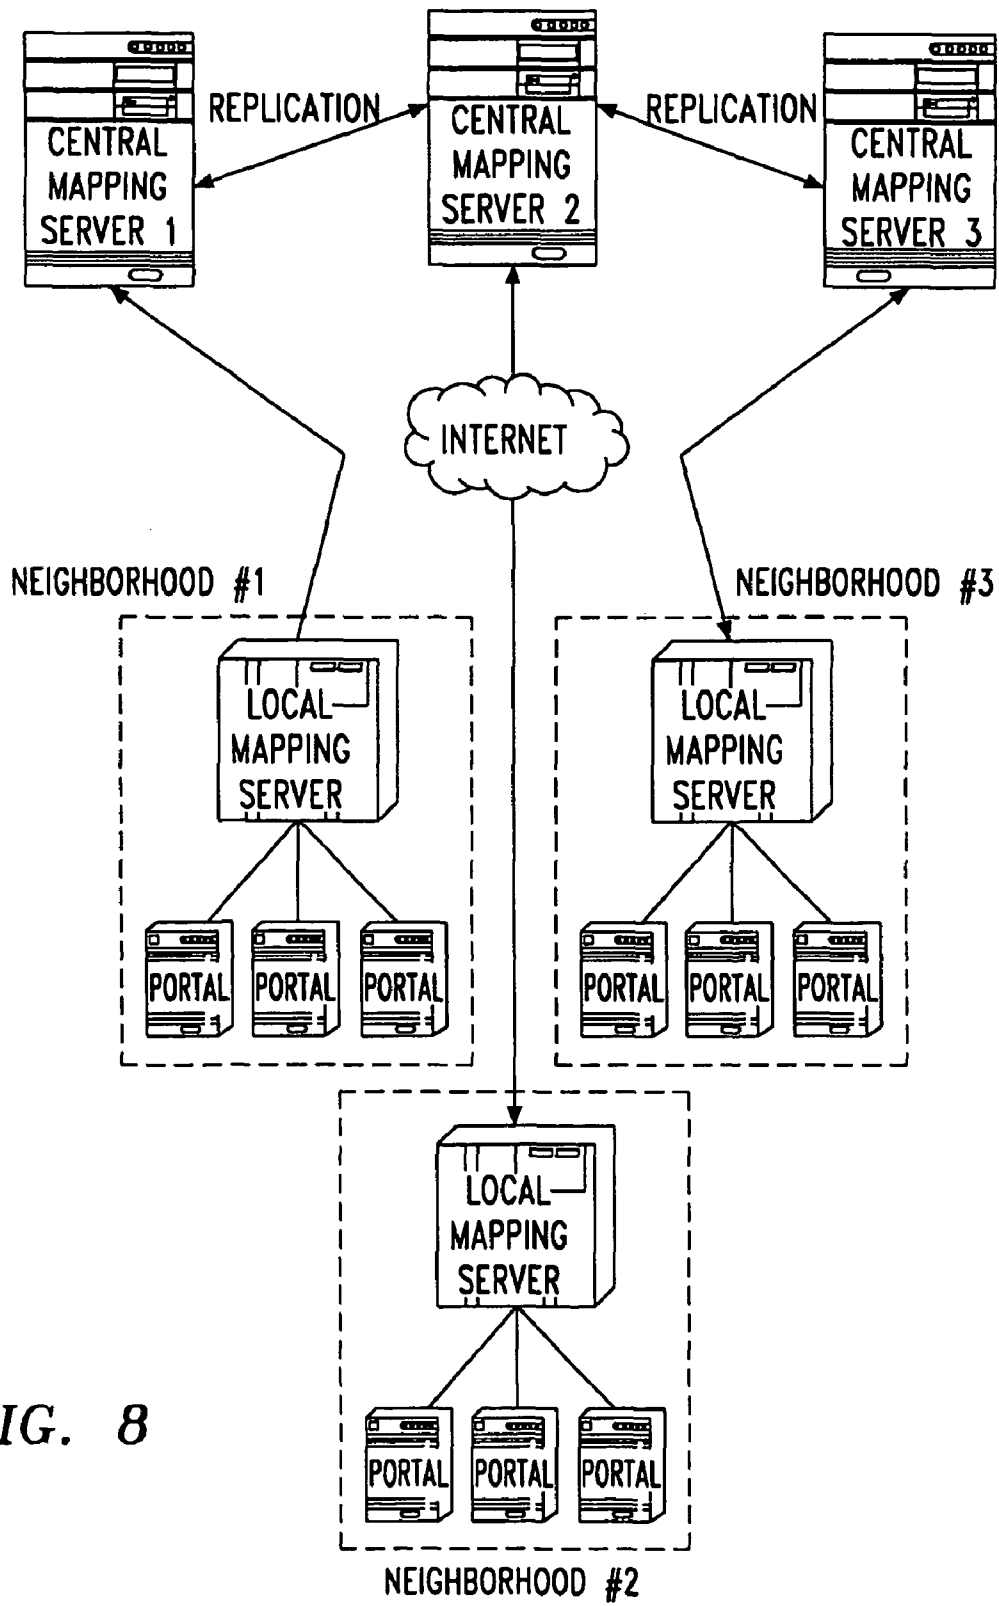 REPLICATION
REPLICATION
CENTRAL
MAPPING
SERVER 1
CENTRAL
MAPPING
SERVER 2
CENTRAL
MAPPING
SERVER 3
INTERNET
NEIGHBORHOOD #1
NEIGHBORHOOD #3
LOCAL
MAPPING
SERVER
LOCAL
MAPPING
SERVER
PORTAL
PORTAL
PORTAL
PORTAL
PORTAL
PORTAL
LOCAL
MAPPING
SERVER
IG. 8
PORTAL
PORTAL
PORTAL
NEIGHBORHOOD #2